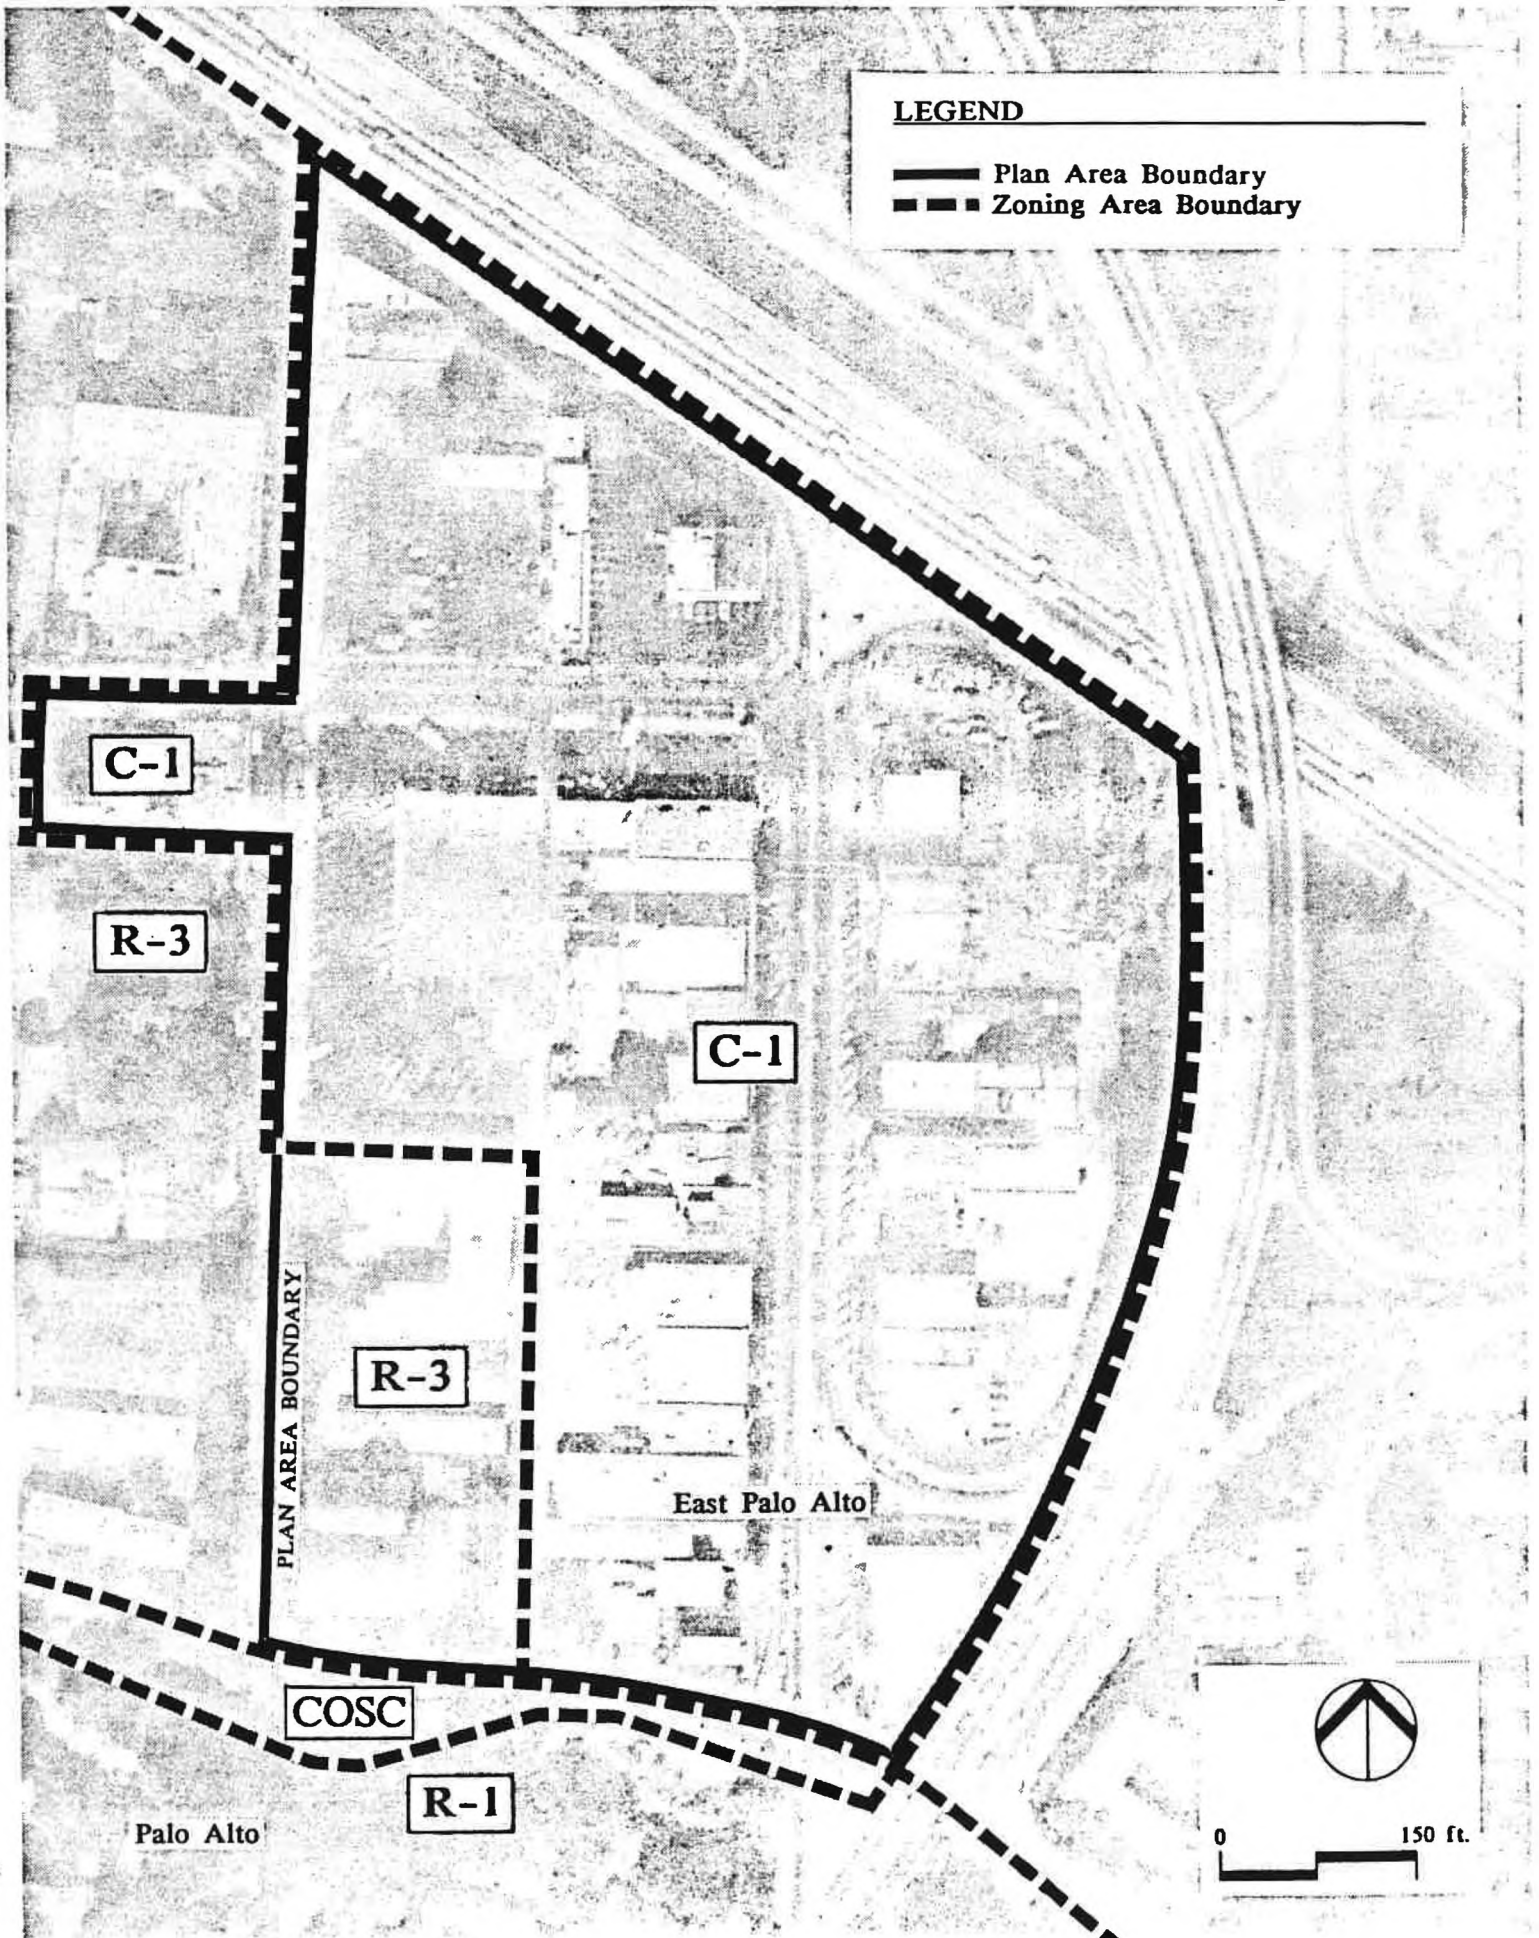 LEGEND
Plan Area Boundary
Zoning Area Boundary
C-1
R-3
C-1
PLAN AREA BOUNDARY
R-3
East Palo Alto
COSC
R-1
Palo Alto
0 150 ft.